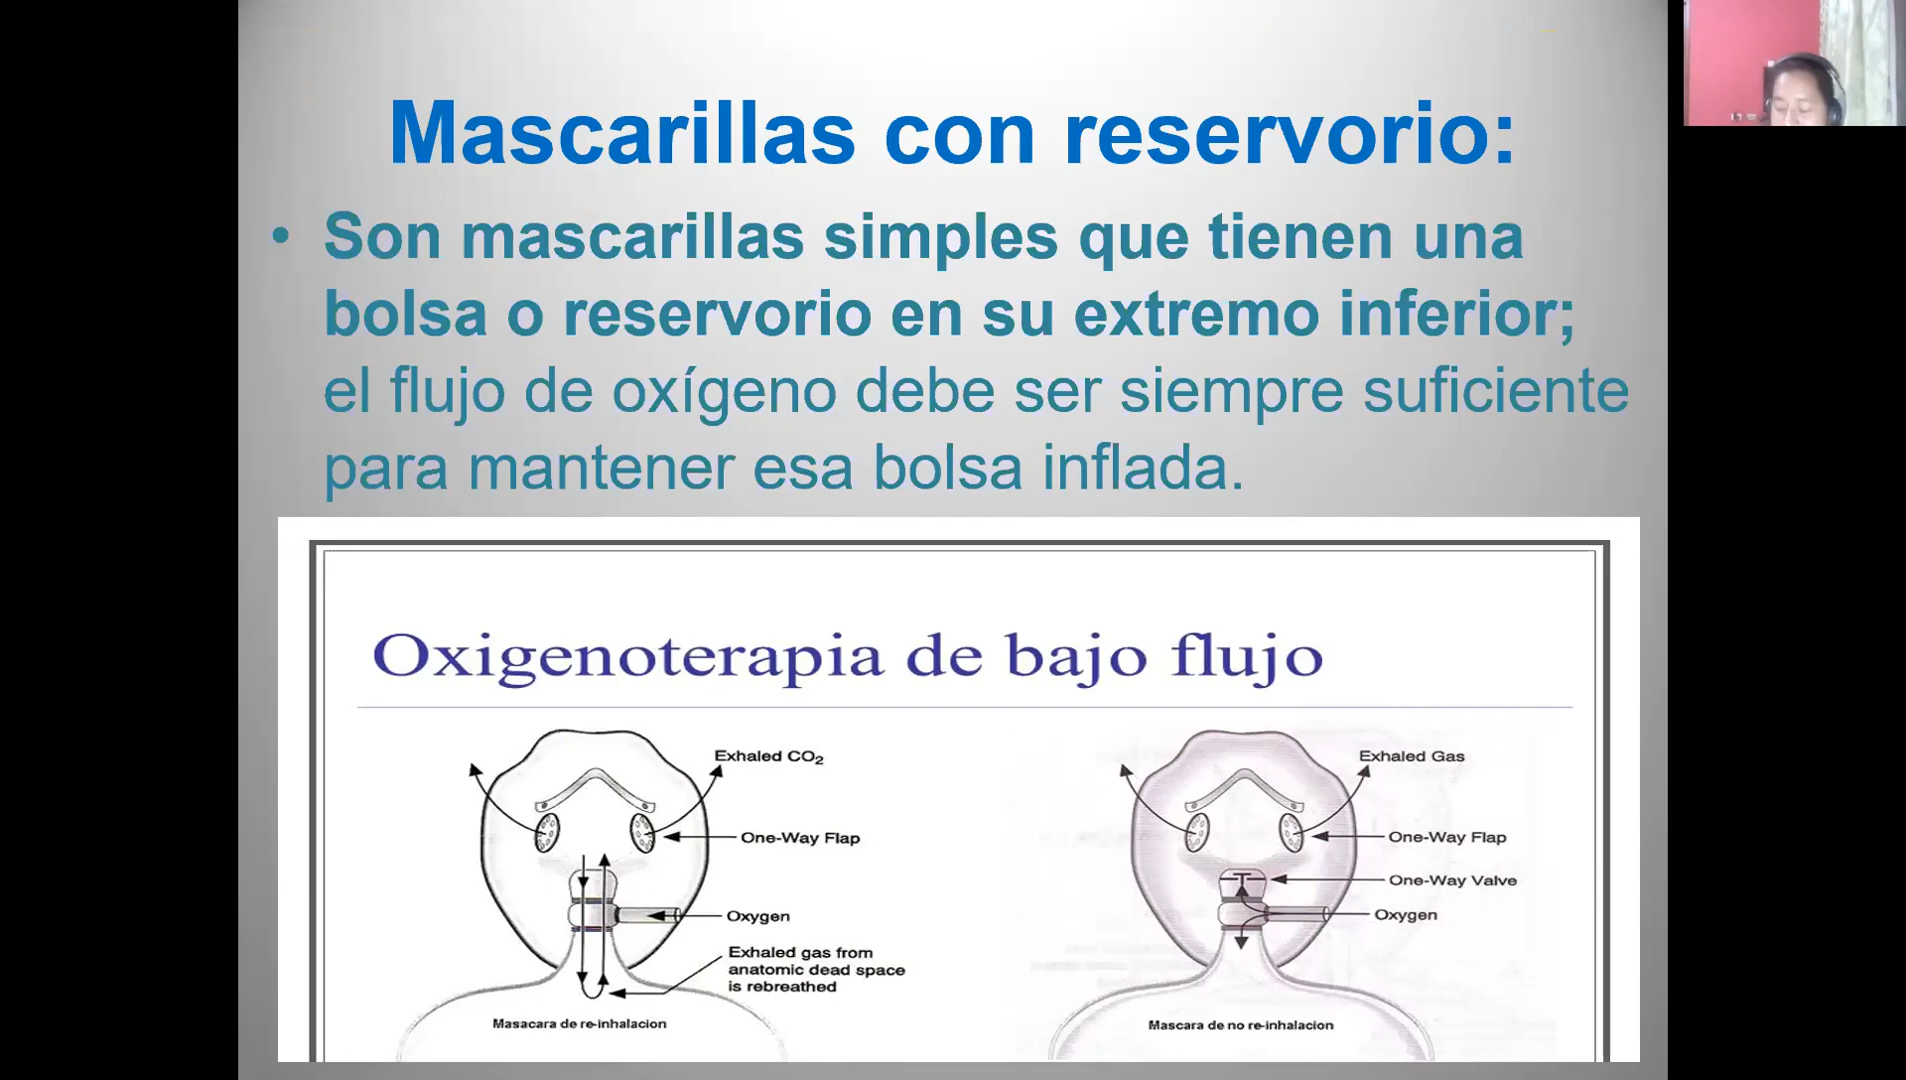 Mascarillas con reservorio:
• Son mascarillas simples que tienen una
bolsa o reservorio en su extremo inferior;
el flujo de oxígeno debe ser siempre suficiente
para mantener esa bolsa inflada.
Oxigenoterapia de bajo flujo
Exhaled CO2
One-Way Flap
Oxygen
Exhaled gas from
anatomic dead space
is rebreathed
Masacara de re-inhalacion
Exhaled Gas
One-Way Flap
One-Way Valve
Oxygen
Mascara de no re-inhalacion